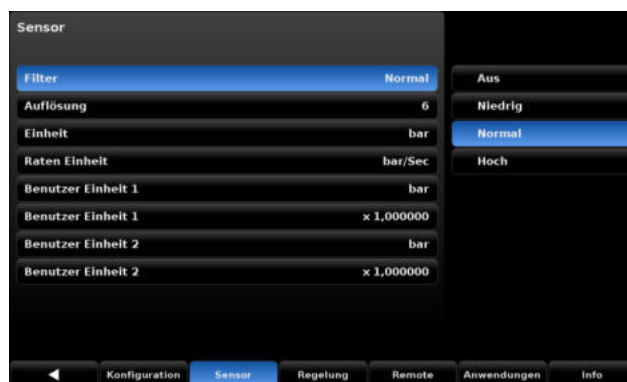 Sensor
Filter Normal
Auflösung 6
Einheit bar
Raten Einheit bar/Sec
Benutzer Einheit 1 bar
Benutzer Einheit 1 x 1,000000
Benutzer Einheit 2 bar
Benutzer Einheit 2 x 1,000000
Aus
Niedrig
Normal
Hoch
Konfiguration Sensor Regelung Remote Anwendungen Info